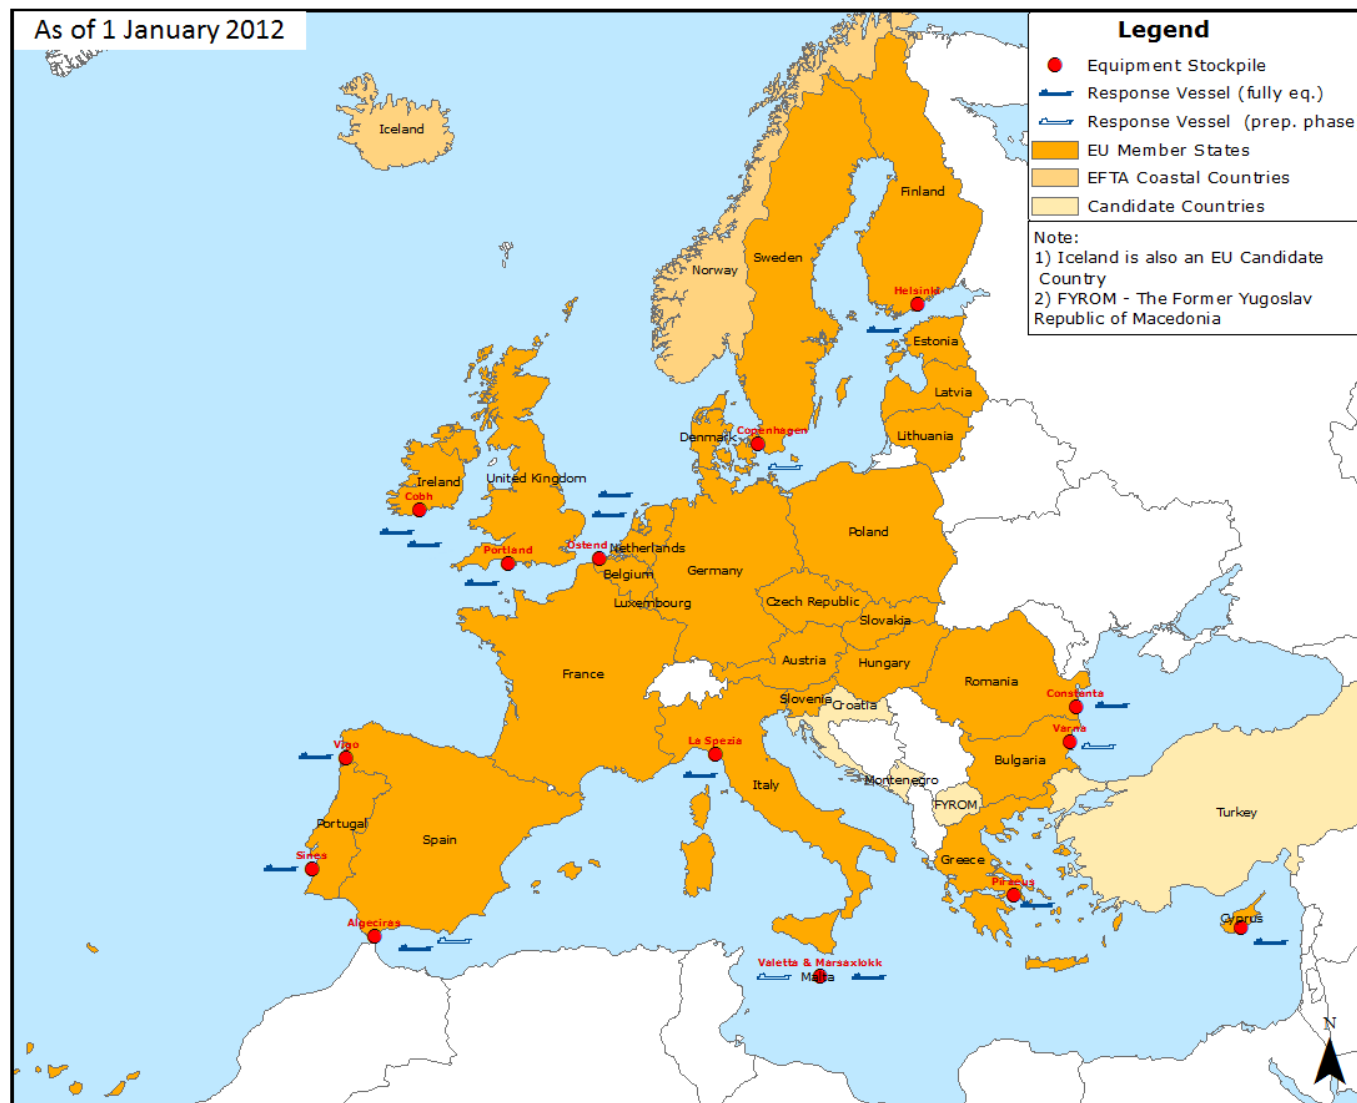 As of 1 January 2012
Legend
Equipment Stockpile
Response Vessel (fully eq.)
Response Vessel (prep. phase
EU Member States
EFTA Coastal Countries
Candidate Countries
Note:
1) Iceland is also an EU Candidate
Country
2) FYROM - The Former Yugoslav
Republic of Macedonia
Iceland
Finland
Norway
Sweden
Helsinki
Estonia
Latvia
Lithuania
Copenhagen
Denmark
Ireland
United Kingdom
Cobh
Portland
Ostend
Netherlands
Belgium
Luxembourg
Germany
Poland
Czech Republic
Slovakia
Austria
Hungary
France
Romania
Slovenia
Croatia
Constanta
Varna
Bulgaria
La Spezia
Italy
Montenegro
FYROM
Turkey
Vigo
Portugal
Spain
Sines
Algeciras
Greece
Piraeus
Cyprus
Valetta & Marsaxlokk
Malta
N